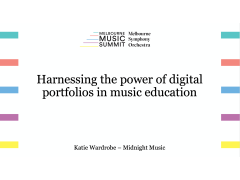 MELBOURNE
MUSIC
SUMMIT
Melbourne
Symphony
Orchestra
Harnessing the power of digital
portfolios in music education
Katie Wardrobe – Midnight Music